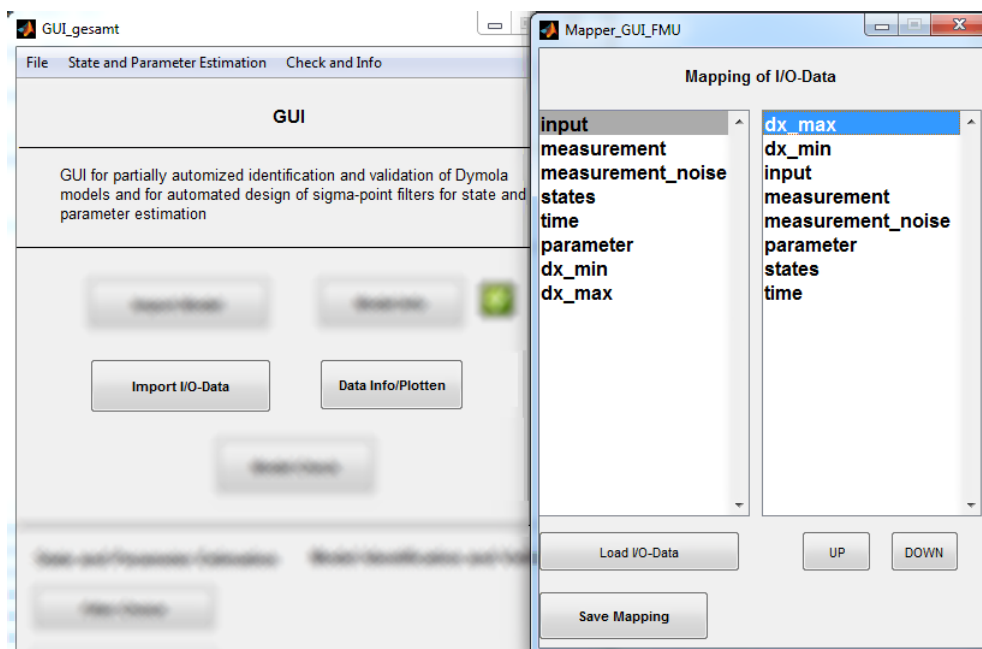 GUI_gesamt
File State and Parameter Estimation Check and Info
GUI
GUI for partially automized identification and validation of Dymola
models and for automated design of sigma-point filters for state and
parameter estimation
Import I/O-Data Data Info/Plotten
Mapper_GUI_FMU
Mapping of I/O-Data
input
measurement
measurement_noise
states
time
parameter
dx_min
dx_max
dx_max
dx_min
input
measurement
measurement_noise
parameter
states
time
Load I/O-Data UP DOWN
Save Mapping